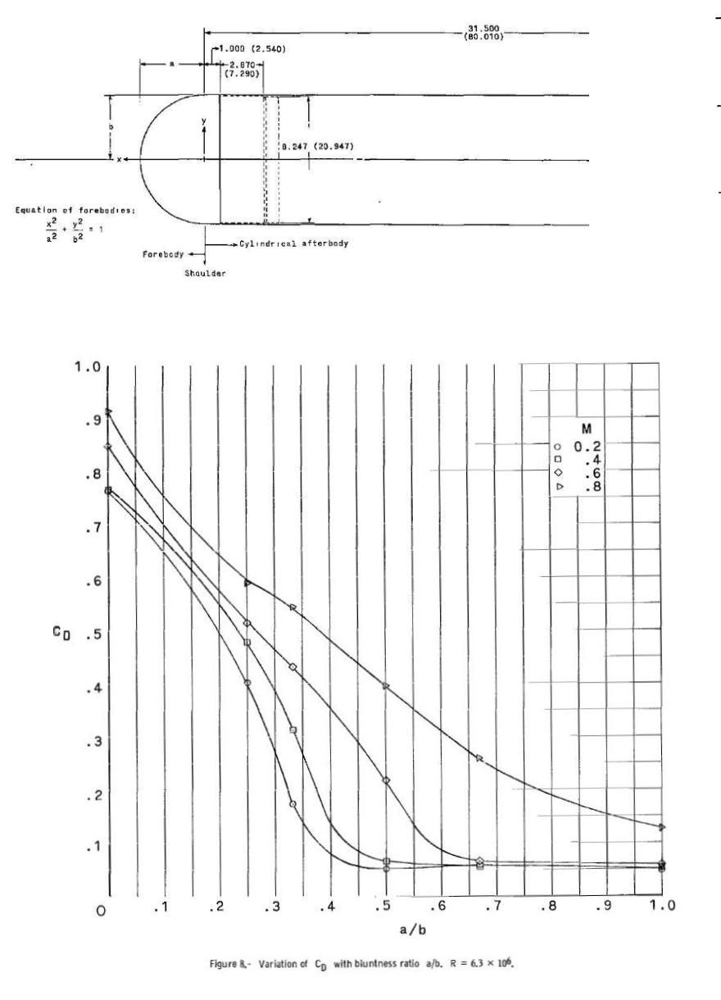 31.500
(80.010)
1.000 (2.540)
a
2.870
(7.290)
b
y
8.247 (20.947)
x
Equation of forebodies:
x²/a² + y²/b² = 1
Cylindrical afterbody
Forebody
Shoulder
1.0
.9
.8
.7
.6
.5
.4
.3
.2
.1
C_D
M
0.2
.4
.6
.8
0 .1 .2 .3 .4 .5 .6 .7 .8 .9 1.0
a/b
Figure 8.- Variation of C_D with bluntness ratio a/b. R = 6.3 × 10⁶.